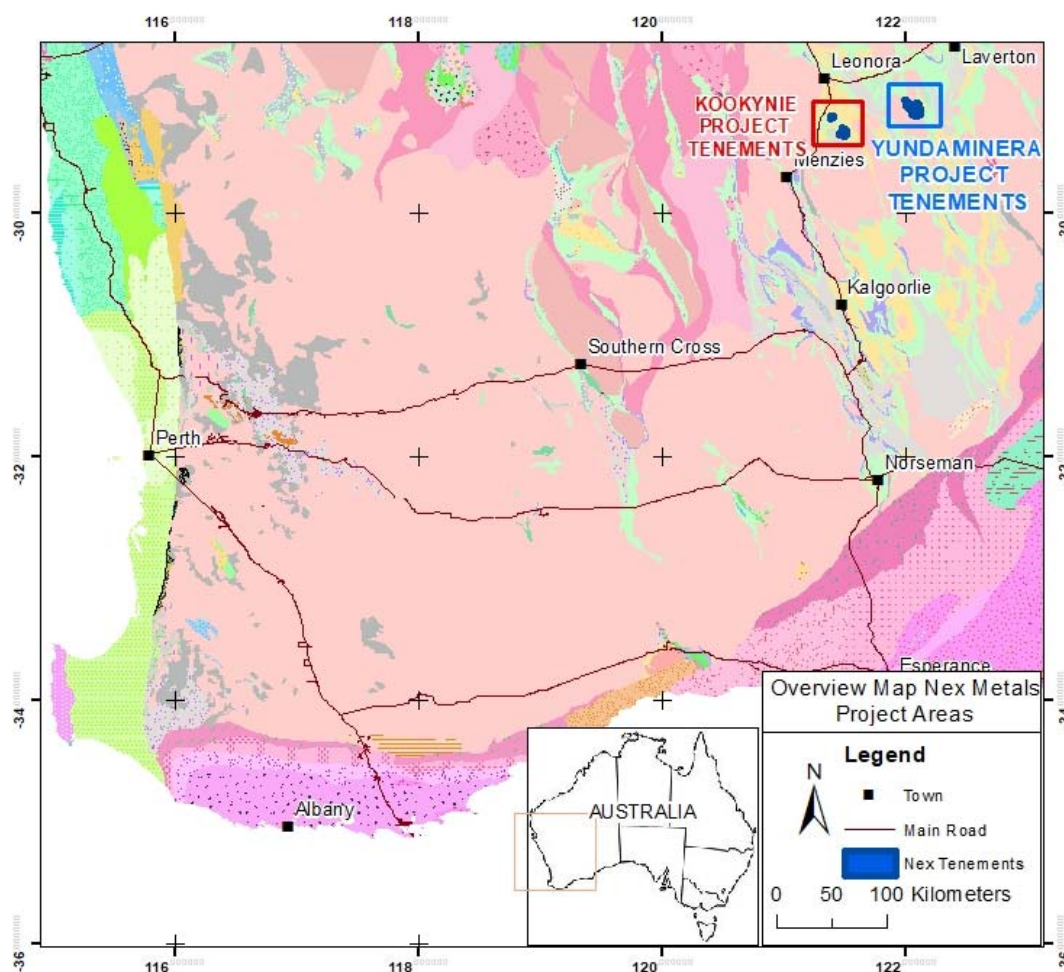 116
118
120
122
Laverton
Leonora
KOOKYNIE
PROJECT
TENEMENTS
Menzies
YUNDAMINERA
PROJECT
TENEMENTS
-30
Kalgoorlie
Southern Cross
Perth
-32
Norseman
Esperance
-34
Albany
AUSTRALIA
Overview Map Nex Metals
Project Areas
Legend
N
Town
Main Road
Nex Tenements
0 50 100 Kilometers
-36
116
118
120
122